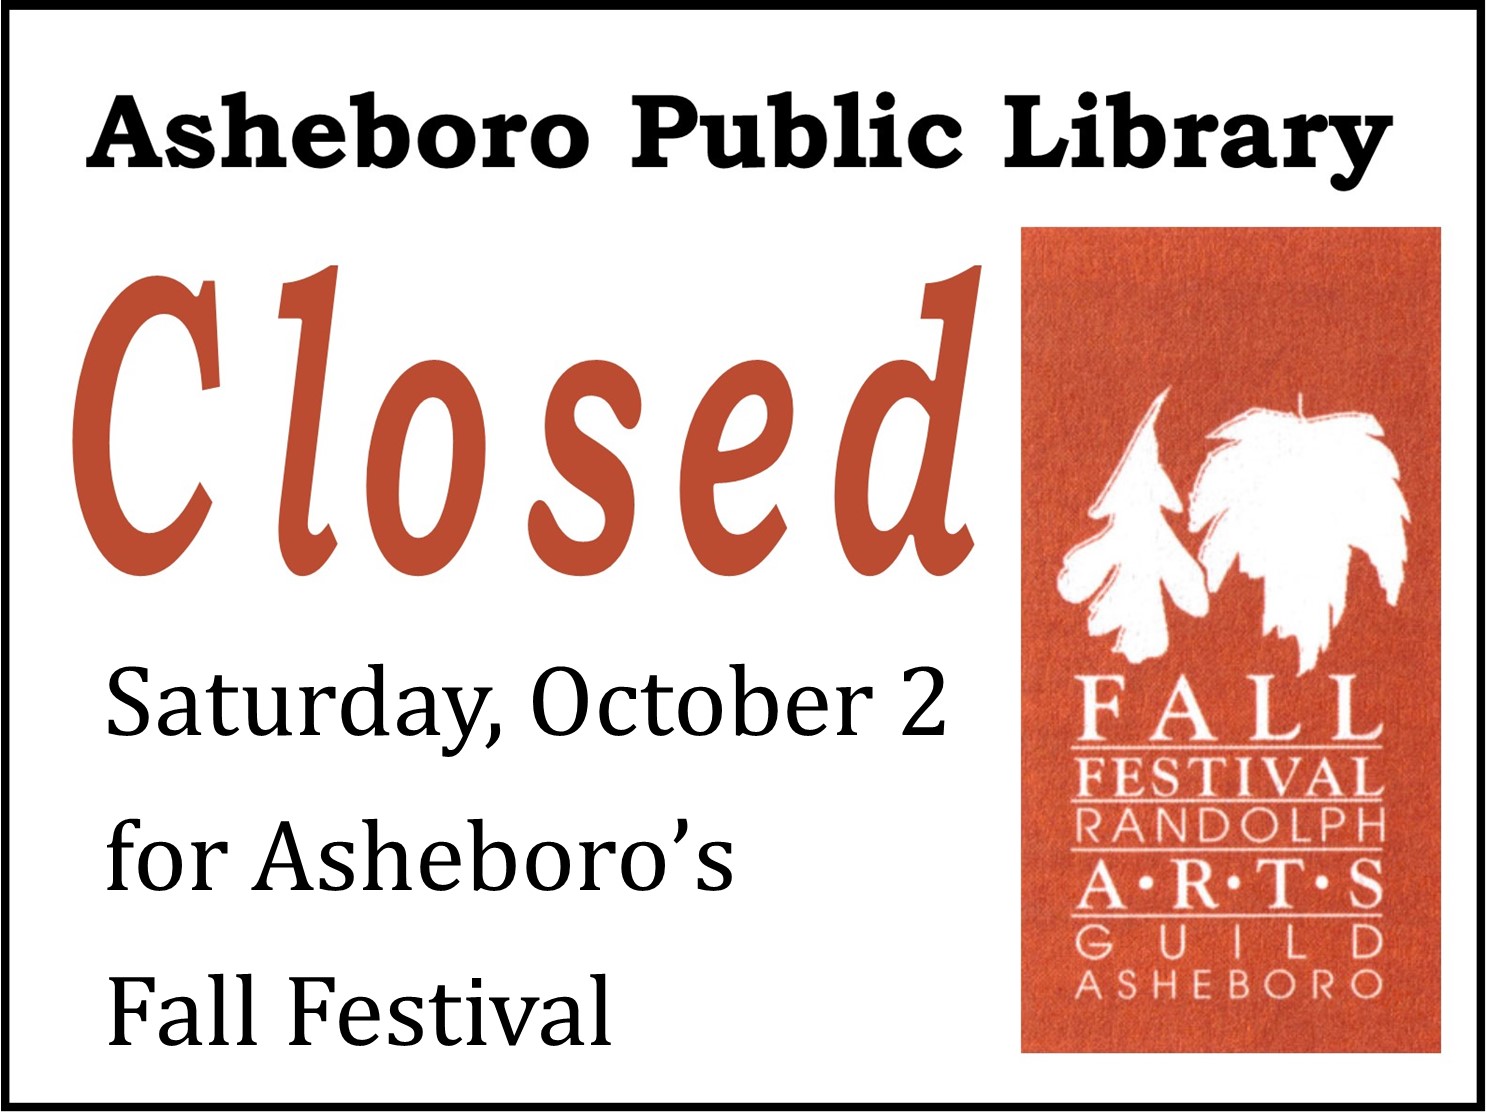 Asheboro Public Library
Closed
Saturday, October 2
for Asheboro’s
Fall Festival
FALL
FESTIVAL
RANDOLPH
A•R•T•S
GUILD
ASHEBORO